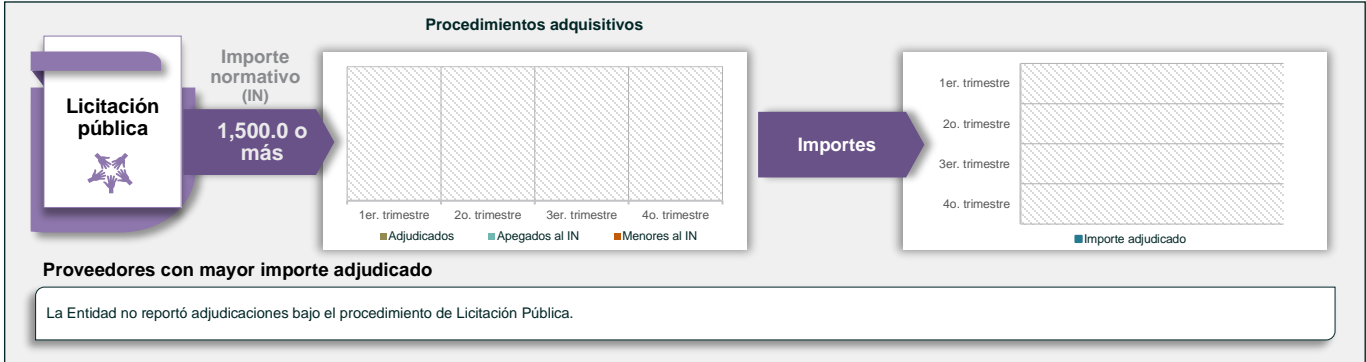 Procedimientos adquisitivos
Licitación
pública
Importe
normativo
(IN)
1,500.0 o
más
1er. trimestre 2o. trimestre 3er. trimestre 4o. trimestre
Adjudicados Apegados al IN Menores al IN
Importes
1er. trimestre
2o. trimestre
3er. trimestre
4o. trimestre
Importe adjudicado
Proveedores con mayor importe adjudicado
La Entidad no reportó adjudicaciones bajo el procedimiento de Licitación Pública.